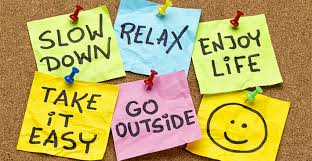 SLOW
DOWN
RELAX
ENJOY
LIFE
TAKE
iT
EASY
GO
OUTSIDE